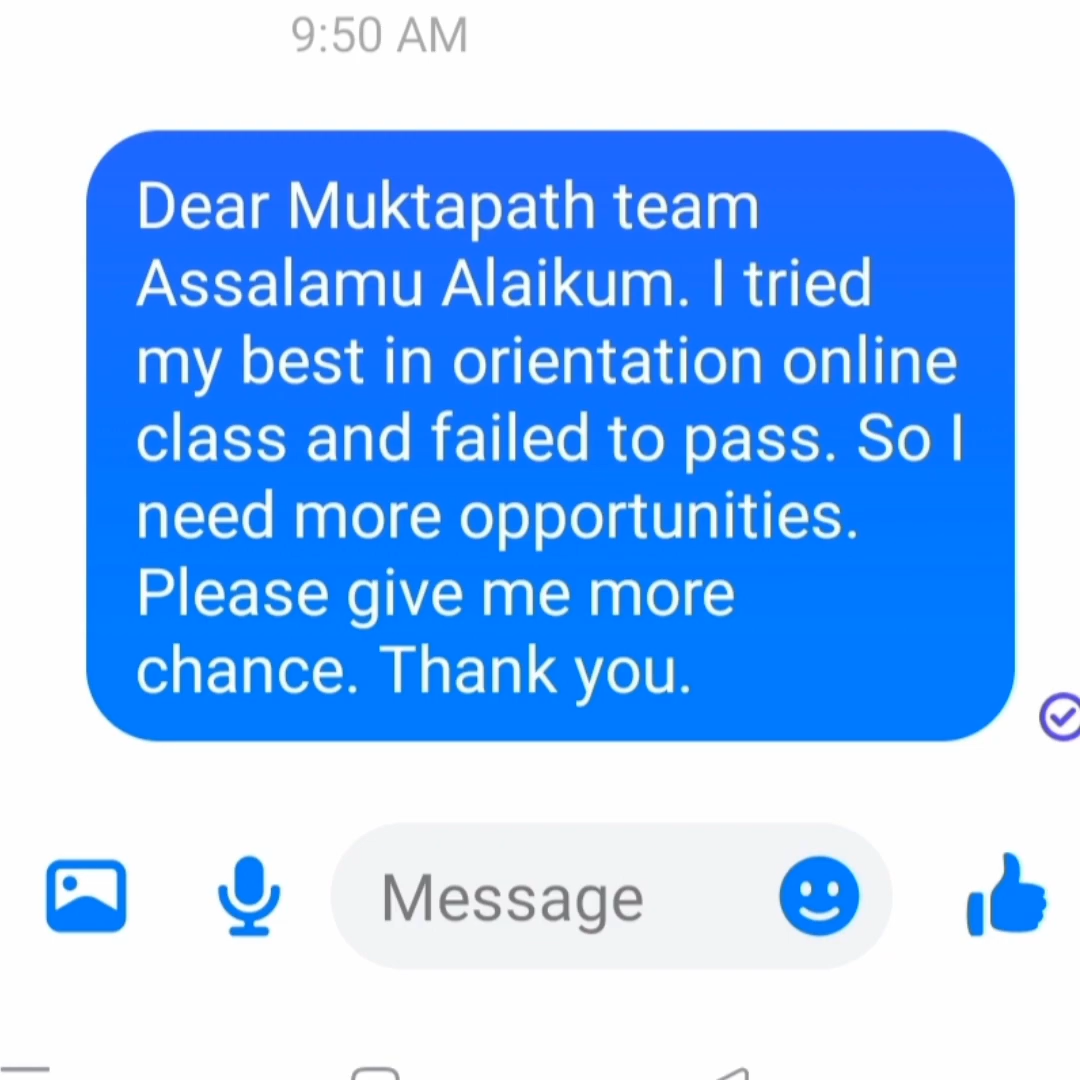 9:50 AM
Dear Muktapath team
Assalamu Alaikum. I tried
my best in orientation online
class and failed to pass. So I
need more opportunities.
Please give me more
chance. Thank you.
Message